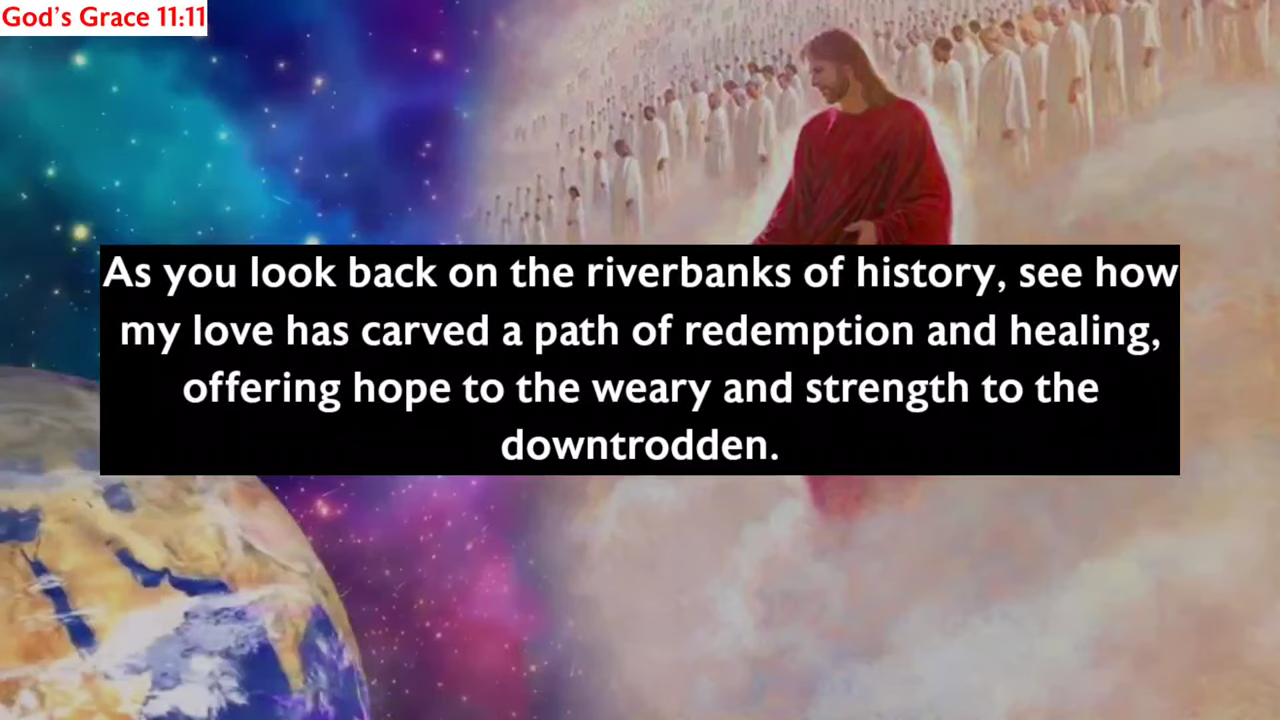 God's Grace 11:11
As you look back on the riverbanks of history, see how
my love has carved a path of redemption and healing,
offering hope to the weary and strength to the
downtrodden.